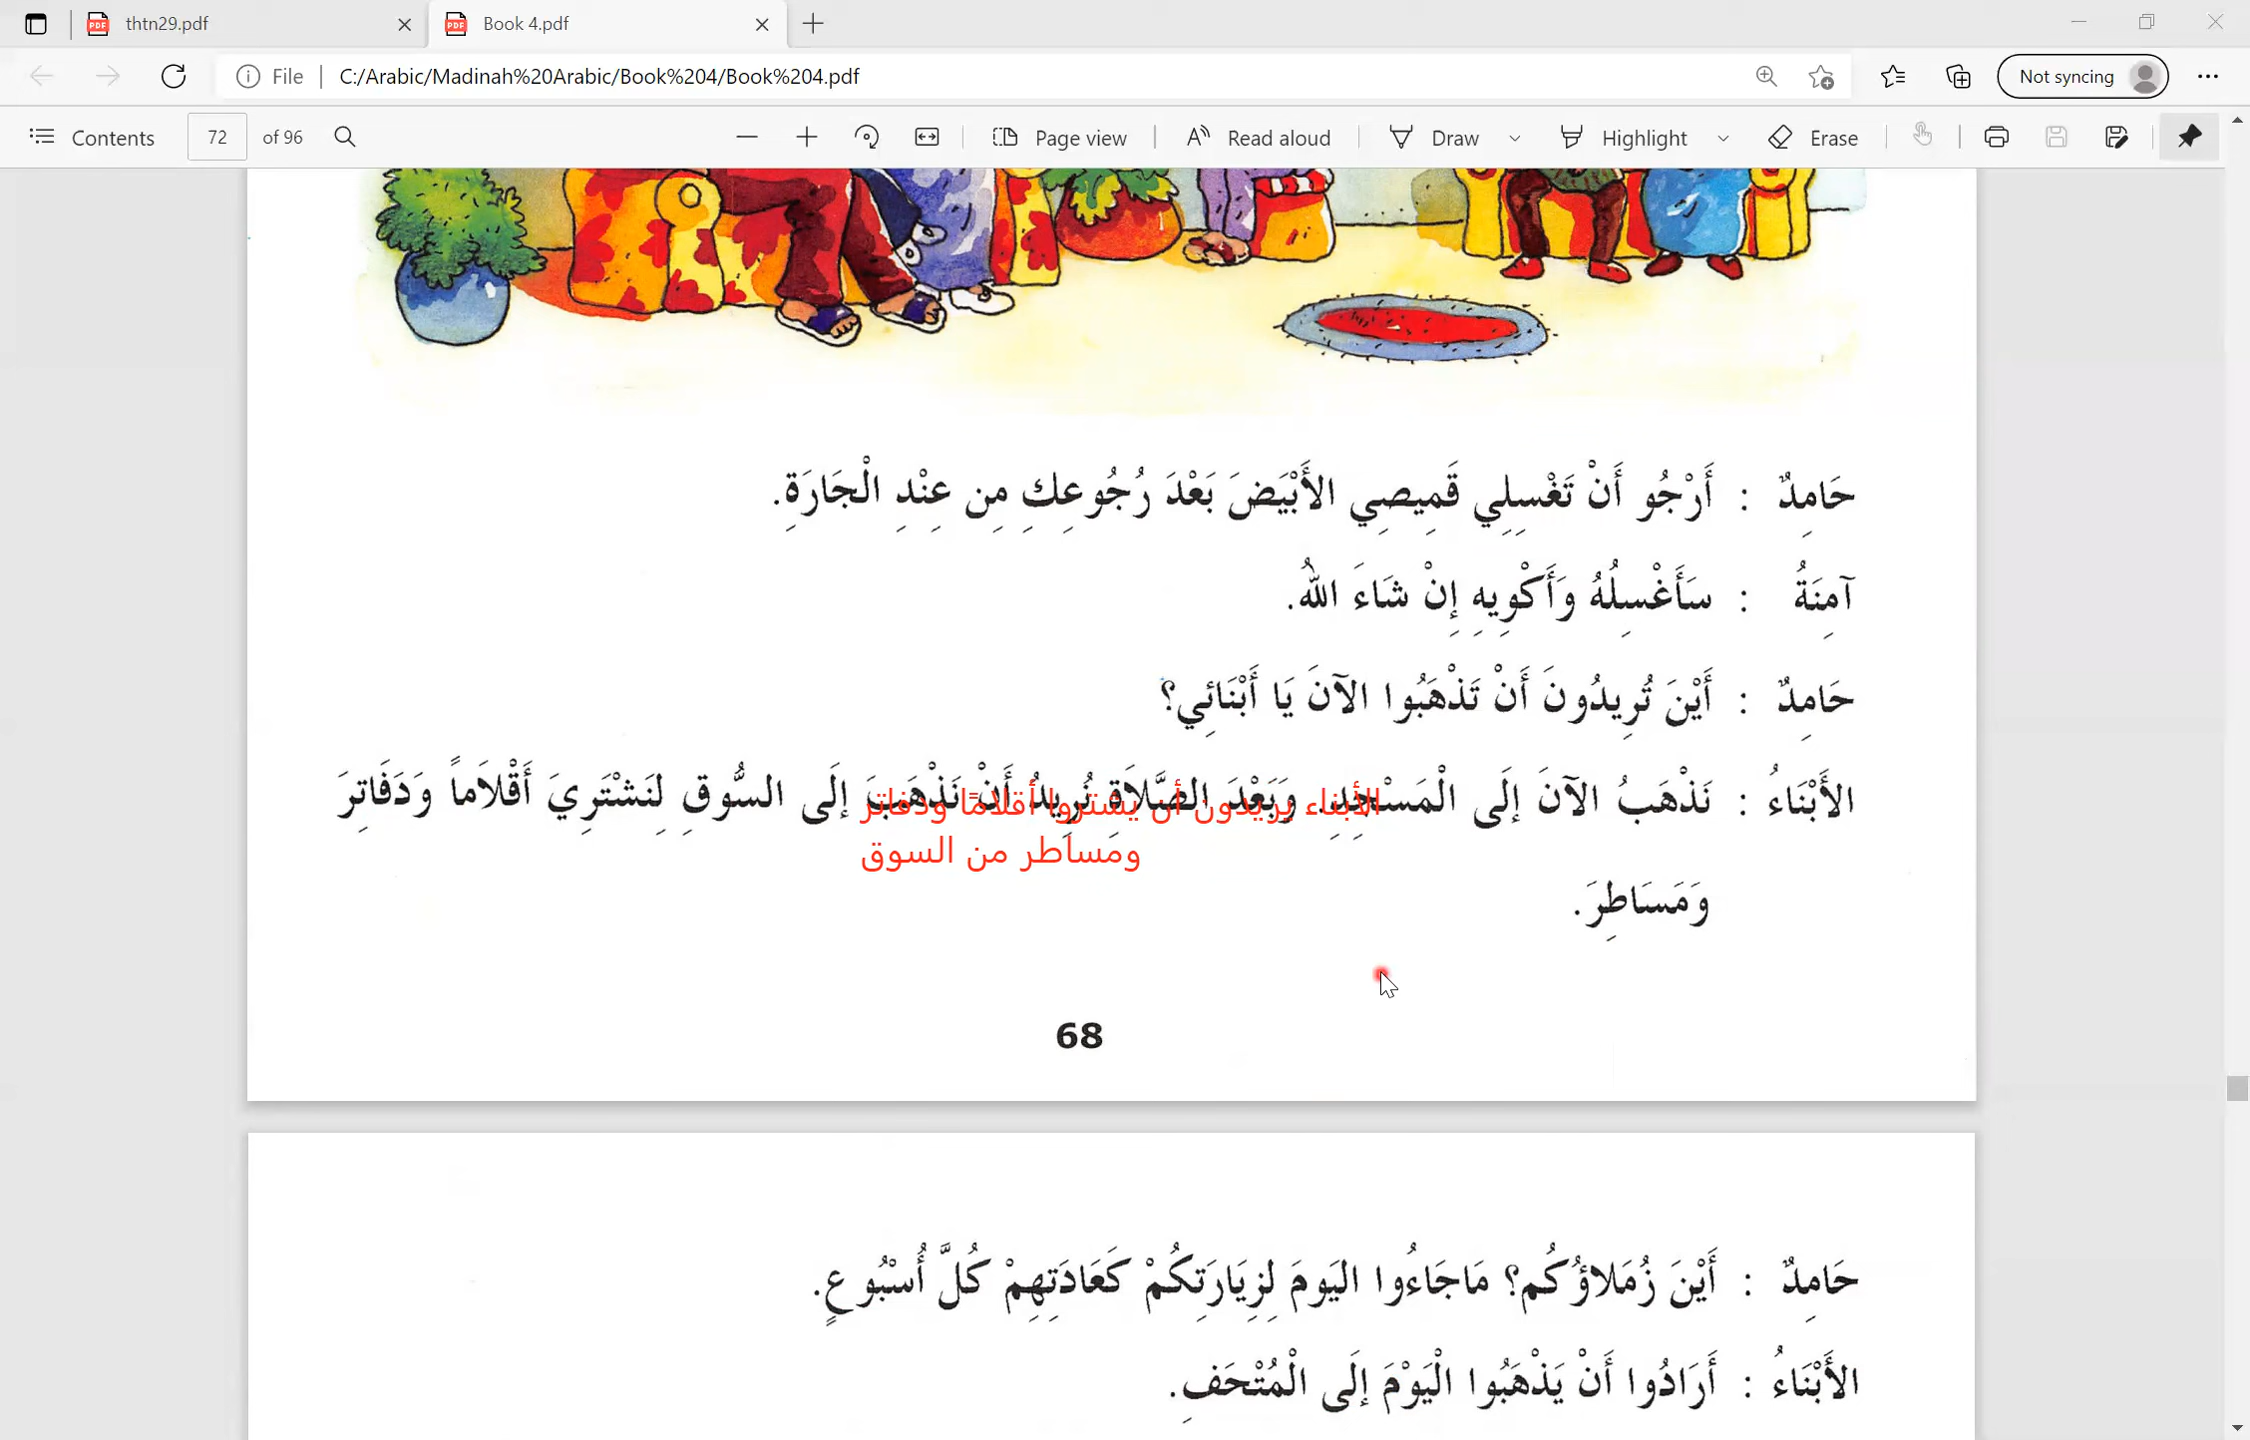 thtn29.pdf
Book 4.pdf
File
C:/Arabic/Madinah%20Arabic/Book%204/Book%204.pdf
Not syncing
Contents
72
of 96
Page view
Read aloud
Draw
Highlight
Erase
حَامِدٌ : أَرْجُو أَنْ تَغْسِلِي قَمِيصِي الأَبْيَضَ بَعْدَ رُجُوعِكِ مِن عِنْدِ الْجَارَةِ.
آمِنَةُ : سَأَغْسِلُهُ وَأَكْوِيهِ إِنْ شَاءَ اللهُ.
حَامِدٌ : أَيْنَ تُرِيدُونَ أَنْ تَذْهَبُوا الآنَ يَا أَبْنَائِي؟
الأَبْنَاءُ : نَذْهَبُ الآنَ إِلَى الْمَسْجِدِ. وَبَعْدَ الصَّلاَةِ نُرِيدُ أَنْ نَذْهَبَ إِلَى السُّوقِ لِنَشْتَرِيَ أَقْلاَماً وَدَفَاتِرَ
الأبناء يريدون أن يشتروا أقلامًا ودفاتر
ومساطر من السوق
وَمَسَاطِرَ.
68
حَامِدٌ : أَيْنَ زُمَلاؤُكُم؟ مَاجَاءُوا اليَومَ لِزِيَارَتِكُمْ كَعَادَتِهِمْ كُلَّ أُسْبُوعٍ.
الأَبْنَاءُ : أَرَادُوا أَنْ يَذْهَبُوا الْيَوْمَ إِلَى الْمُتْحَفِ.